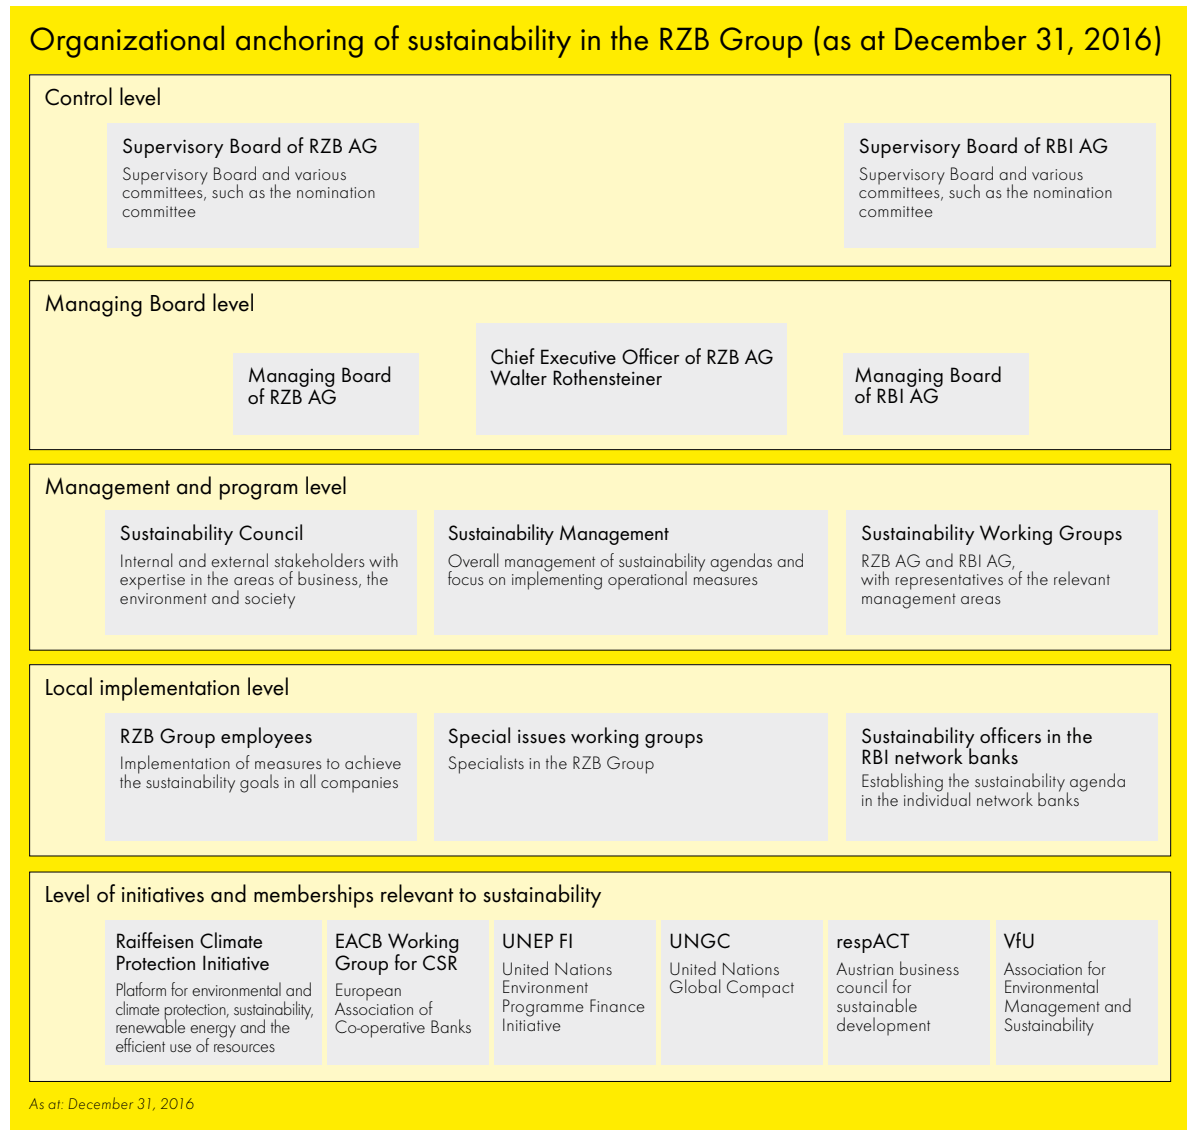 Organizational anchoring of sustainability in the RZB Group (as at December 31, 2016)
Control level
Supervisory Board of RZB AG
Supervisory Board and various
committees, such as the nomination
committee
Supervisory Board of RBI AG
Supervisory Board and various
committees, such as the nomination
committee
Managing Board level
Managing Board
of RZB AG
Chief Executive Officer of RZB AG
Walter Rothensteiner
Managing Board
of RBI AG
Management and program level
Sustainability Council
Internal and external stakeholders with
expertise in the areas of business, the
environment and society
Sustainability Management
Overall management of sustainability agendas and
focus on implementing operational measures
Sustainability Working Groups
RZB AG and RBI AG,
with representatives of the relevant
management areas
Local implementation level
RZB Group employees
Implementation of measures to achieve
the sustainability goals in all companies
Special issues working groups
Specialists in the RZB Group
Sustainability officers in the
RBI network banks
Establishing the sustainability agenda
in the individual network banks
Level of initiatives and memberships relevant to sustainability
Raiffeisen Climate
Protection Initiative
Platform for environmental and
climate protection, sustainability,
renewable energy and the
efficient use of resources
EACB Working
Group for CSR
European
Association of
Co-operative Banks
UNEP FI
United Nations
Environment
Programme Finance
Initiative
UNGC
United Nations
Global Compact
respACT
Austrian business
council for
sustainable
development
VfU
Association for
Environmental
Management and
Sustainability
As at: December 31, 2016